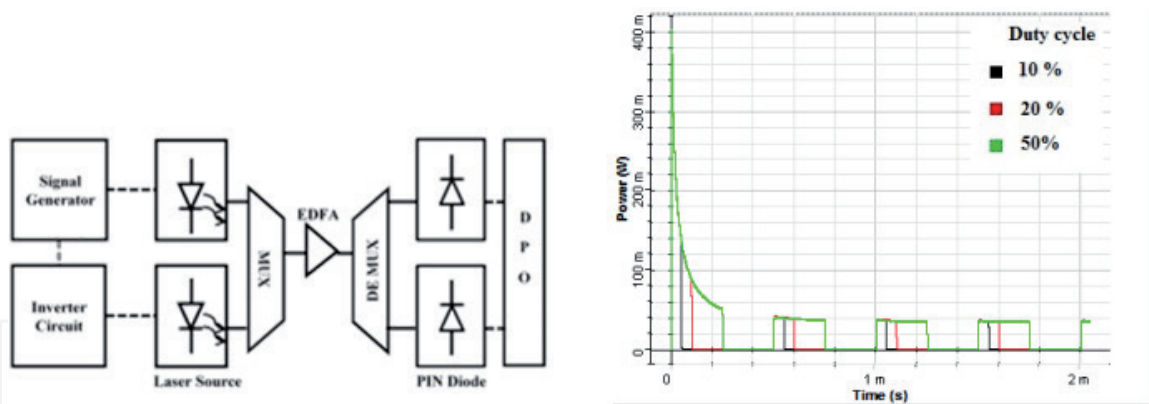 Signal
Generator
Inverter
Circuit
Laser Source
MUX
EDFA
DE MUX
PIN Diode
D
P
O
Duty cycle
10 %
20 %
50%
Power (W)
400 m
300 m
200 m
100 m
0
0
1 m
2 m
Time (s)